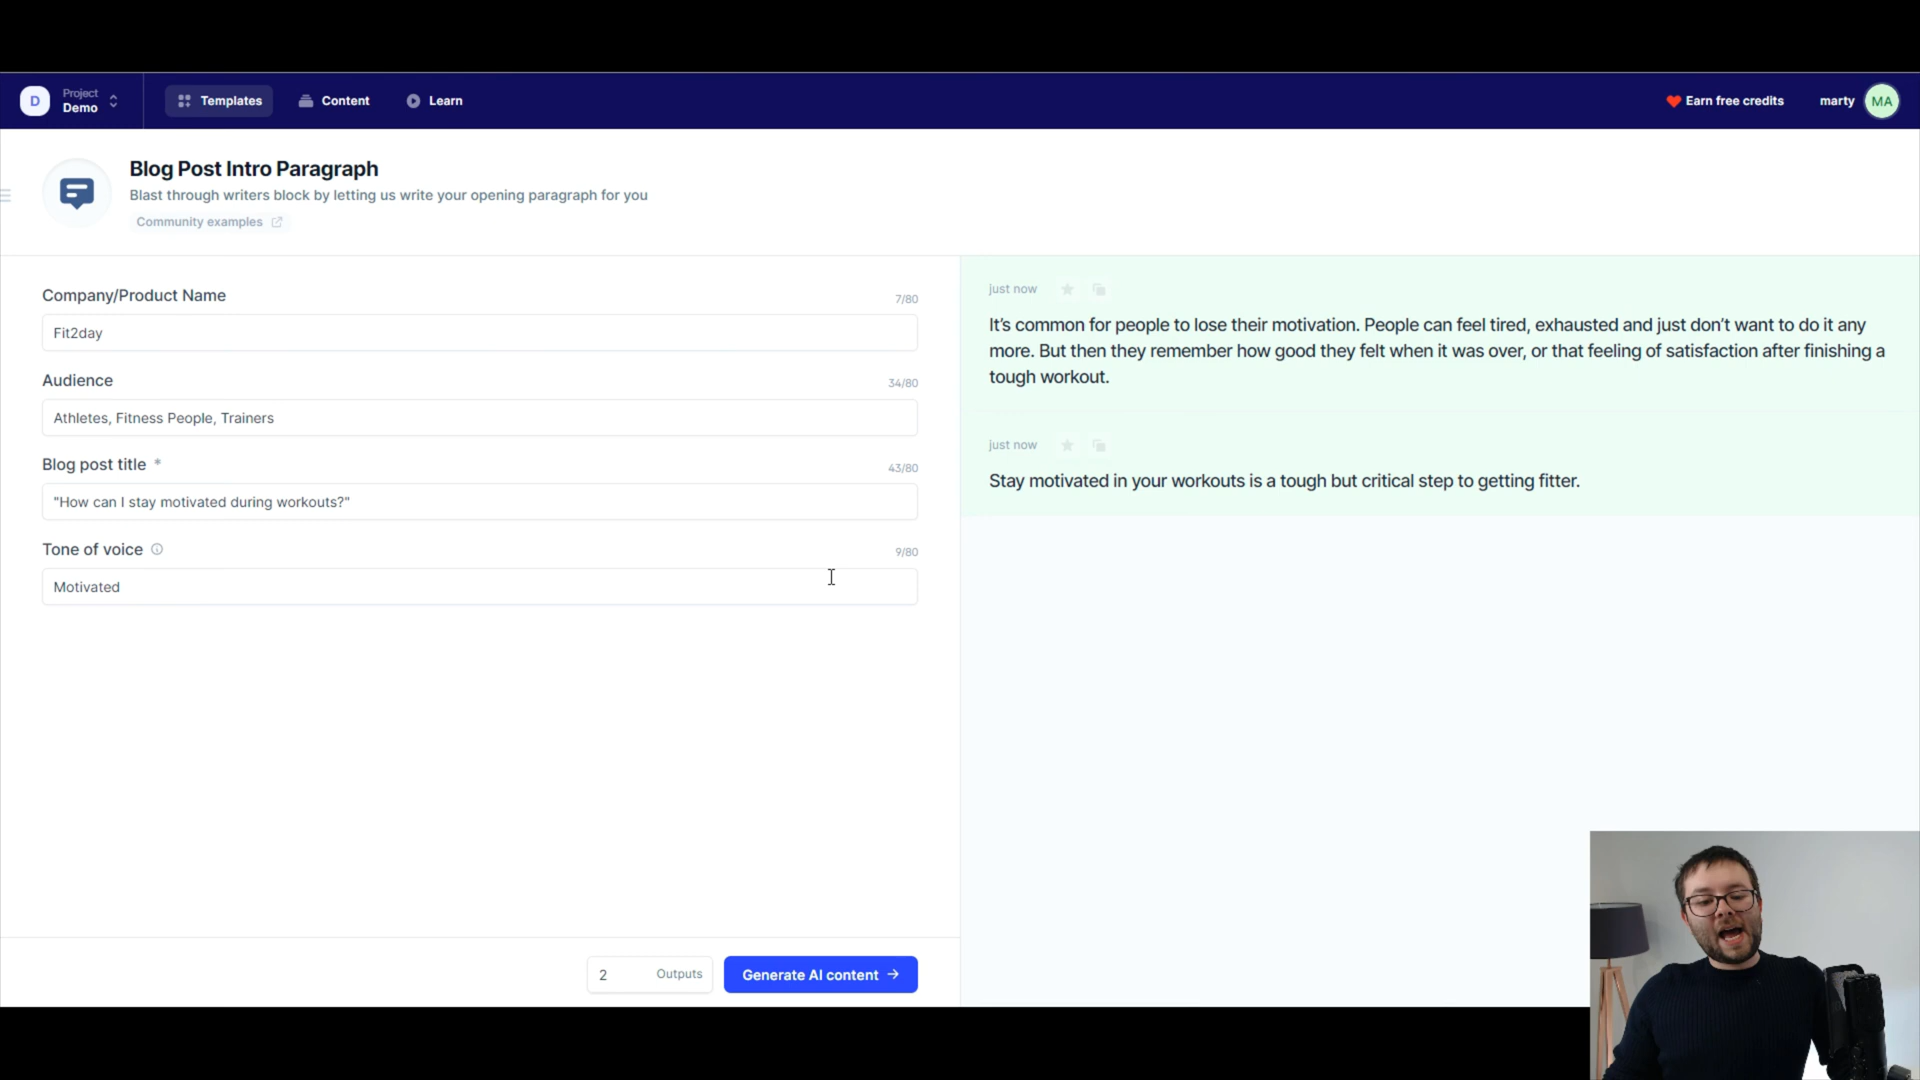 D
Project
Demo
Templates
Content
Learn
Earn free credits
marty
MA
Blog Post Intro Paragraph
Blast through writers block by letting us write your opening paragraph for you
Community examples
Company/Product Name
7/80
Fit2day
Audience
34/80
Athletes, Fitness People, Trainers
Blog post title *
43/80
"How can I stay motivated during workouts?"
Tone of voice
9/80
Motivated
2
Outputs
Generate AI content →
just now
It's common for people to lose their motivation. People can feel tired, exhausted and just don't want to do it any
more. But then they remember how good they felt when it was over, or that feeling of satisfaction after finishing a
tough workout.
just now
Stay motivated in your workouts is a tough but critical step to getting fitter.